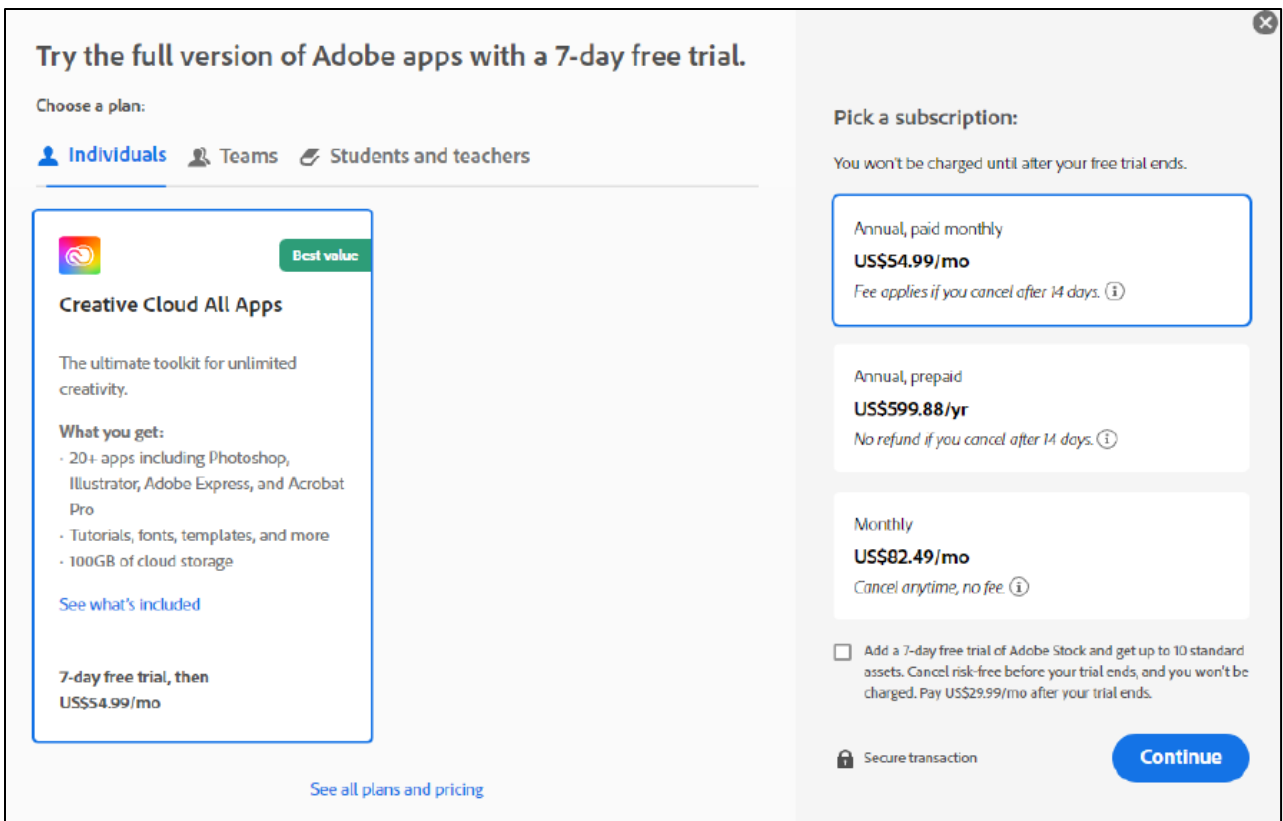 Try the full version of Adobe apps with a 7-day free trial.
Choose a plan:
Individuals Teams Students and teachers
Best value
Creative Cloud All Apps
The ultimate toolkit for unlimited
creativity.
What you get:
· 20+ apps including Photoshop,
Illustrator, Adobe Express, and Acrobat
Pro
· Tutorials, fonts, templates, and more
· 100GB of cloud storage
See what's included
7-day free trial, then
US$54.99/mo
See all plans and pricing
Pick a subscription:
You won't be charged until after your free trial ends.
Annual, paid monthly
US$54.99/mo
Fee applies if you cancel after 14 days.
Annual, prepaid
US$599.88/yr
No refund if you cancel after 14 days.
Monthly
US$82.49/mo
Cancel anytime, no fee.
Add a 7-day free trial of Adobe Stock and get up to 10 standard
assets. Cancel risk-free before your trial ends, and you won't be
charged. Pay US$29.99/mo after your trial ends.
Secure transaction
Continue